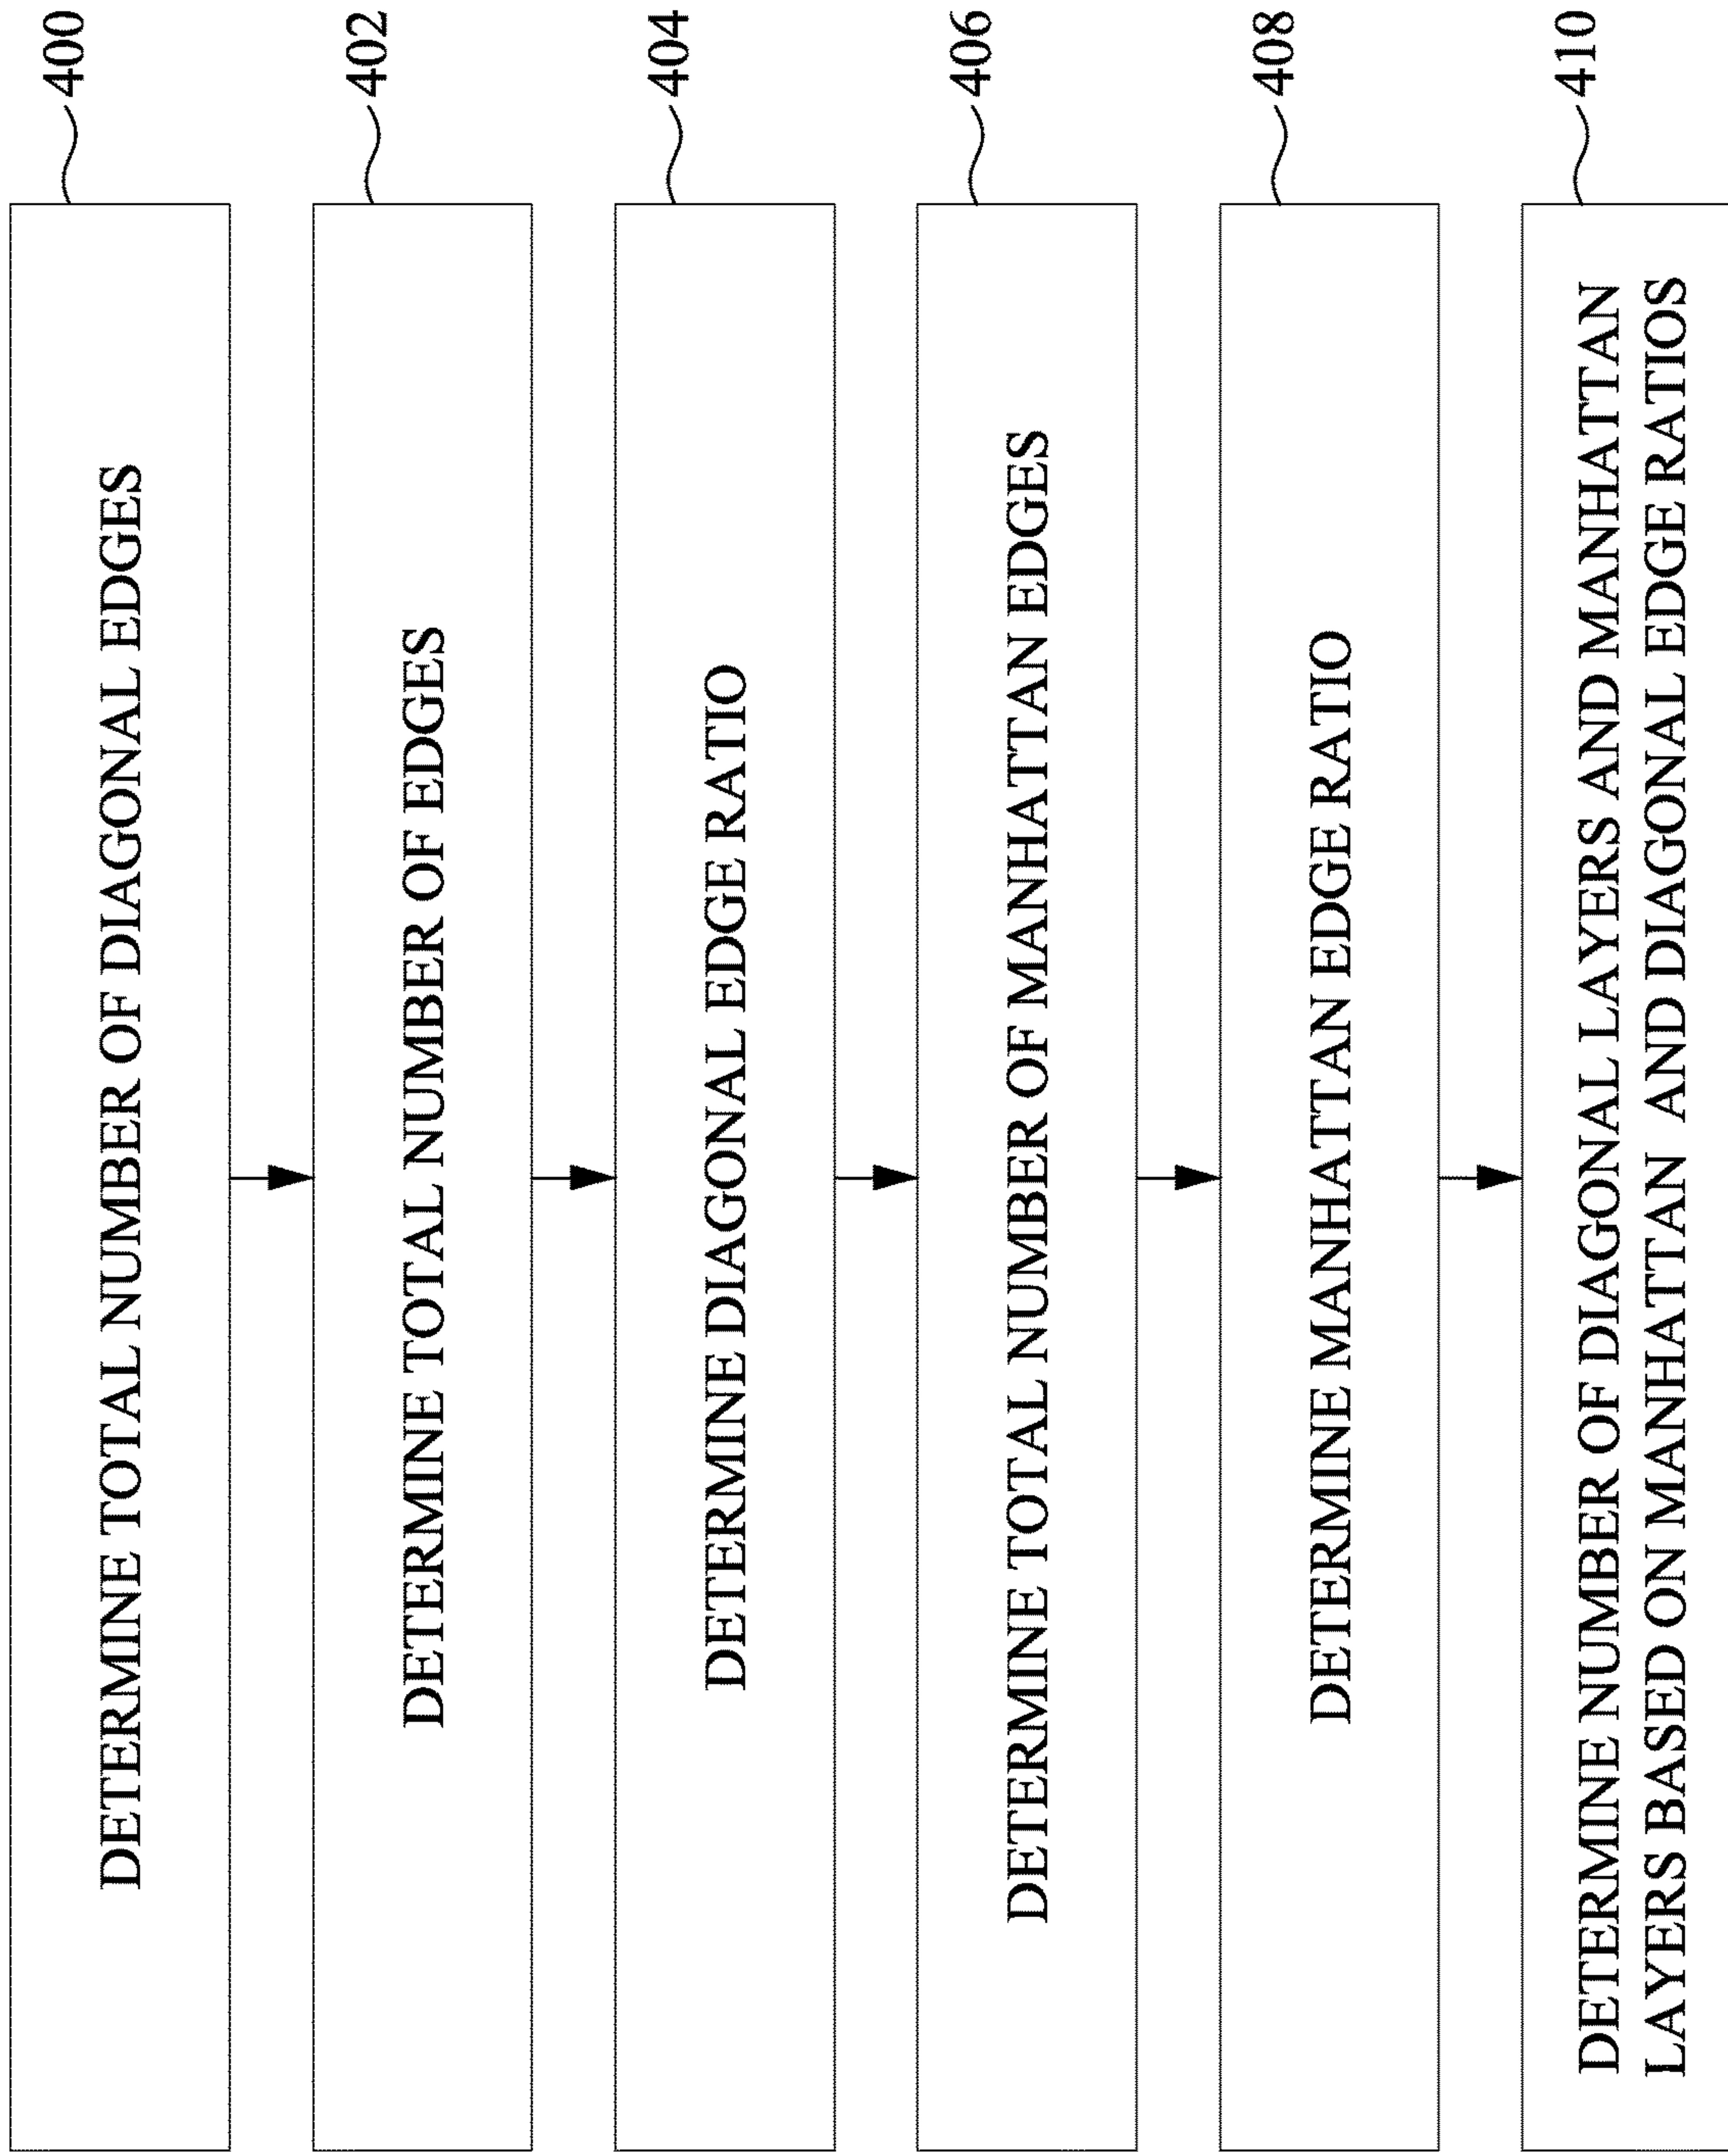 DETERMINE TOTAL NUMBER OF DIAGONAL EDGES
400
DETERMINE TOTAL NUMBER OF EDGES
402
DETERMINE DIAGONAL EDGE RATIO
404
DETERMINE TOTAL NUMBER OF MANHATTAN EDGES
406
DETERMINE MANHATTAN EDGE RATIO
408
DETERMINE NUMBER OF DIAGONAL LAYERS AND MANHATTAN
LAYERS BASED ON MANHATTAN AND DIAGONAL EDGE RATIOS
410